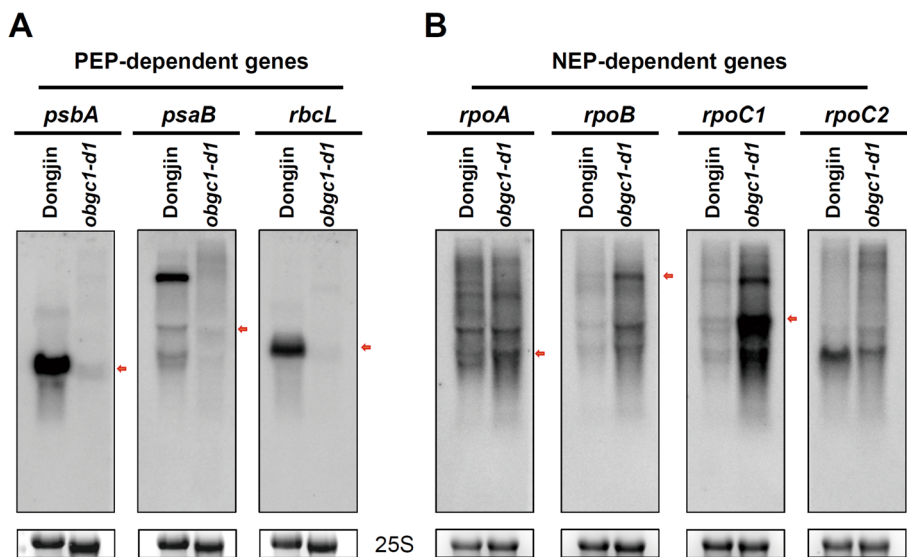 A
B
PEP-dependent genes
NEP-dependent genes
psbA psaB rbcL
rpoA rpoB rpoC1 rpoC2
Dongjin obgc1-d1 Dongjin obgc1-d1 Dongjin obgc1-d1
Dongjin obgc1-d1 Dongjin obgc1-d1 Dongjin obgc1-d1 Dongjin obgc1-d1
25S